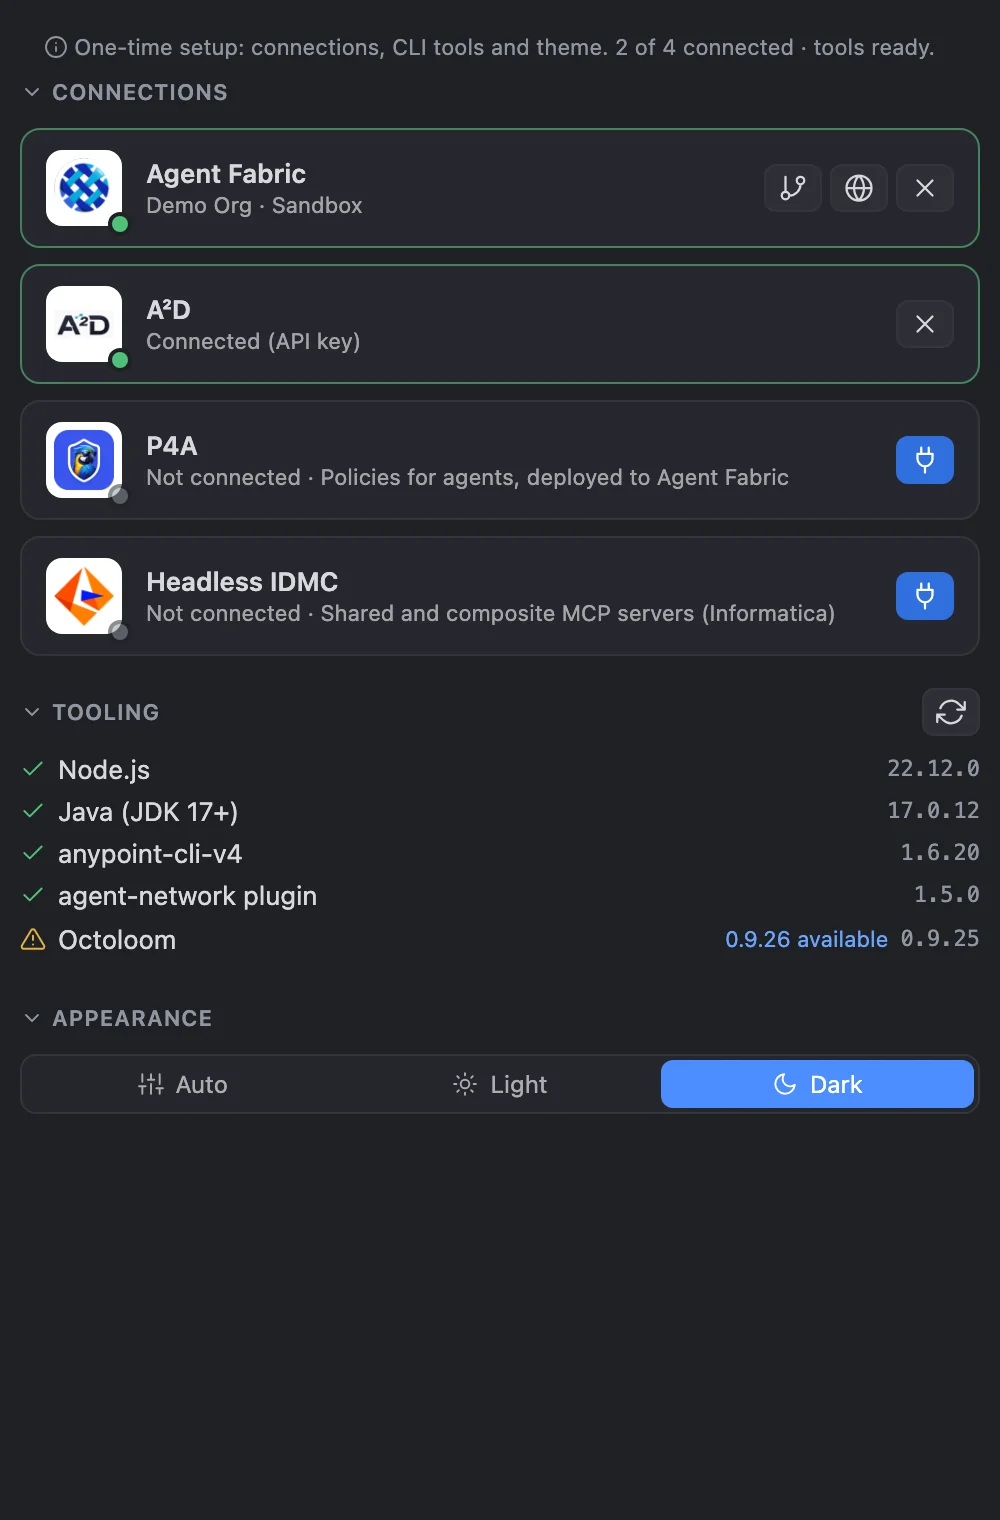 One-time setup: connections, CLI tools and theme. 2 of 4 connected · tools ready.
CONNECTIONS
Agent Fabric
Demo Org · Sandbox
A²D
A²D
Connected (API key)
P4A
Not connected · Policies for agents, deployed to Agent Fabric
Headless IDMC
Not connected · Shared and composite MCP servers (Informatica)
TOOLING
Node.js 22.12.0
Java (JDK 17+) 17.0.12
anypoint-cli-v4 1.6.20
agent-network plugin 1.5.0
Octoloom 0.9.26 available 0.9.25
APPEARANCE
Auto Light Dark